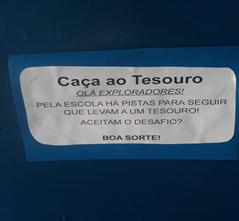 Caça ao Tesouro
OLÁ EXPLORADORES!
PELA ESCOLA HÁ PISTAS PARA SEGUIR
QUE LEVAM A UM TESOURO!
ACEITAM O DESAFIO?
BOA SORTE!